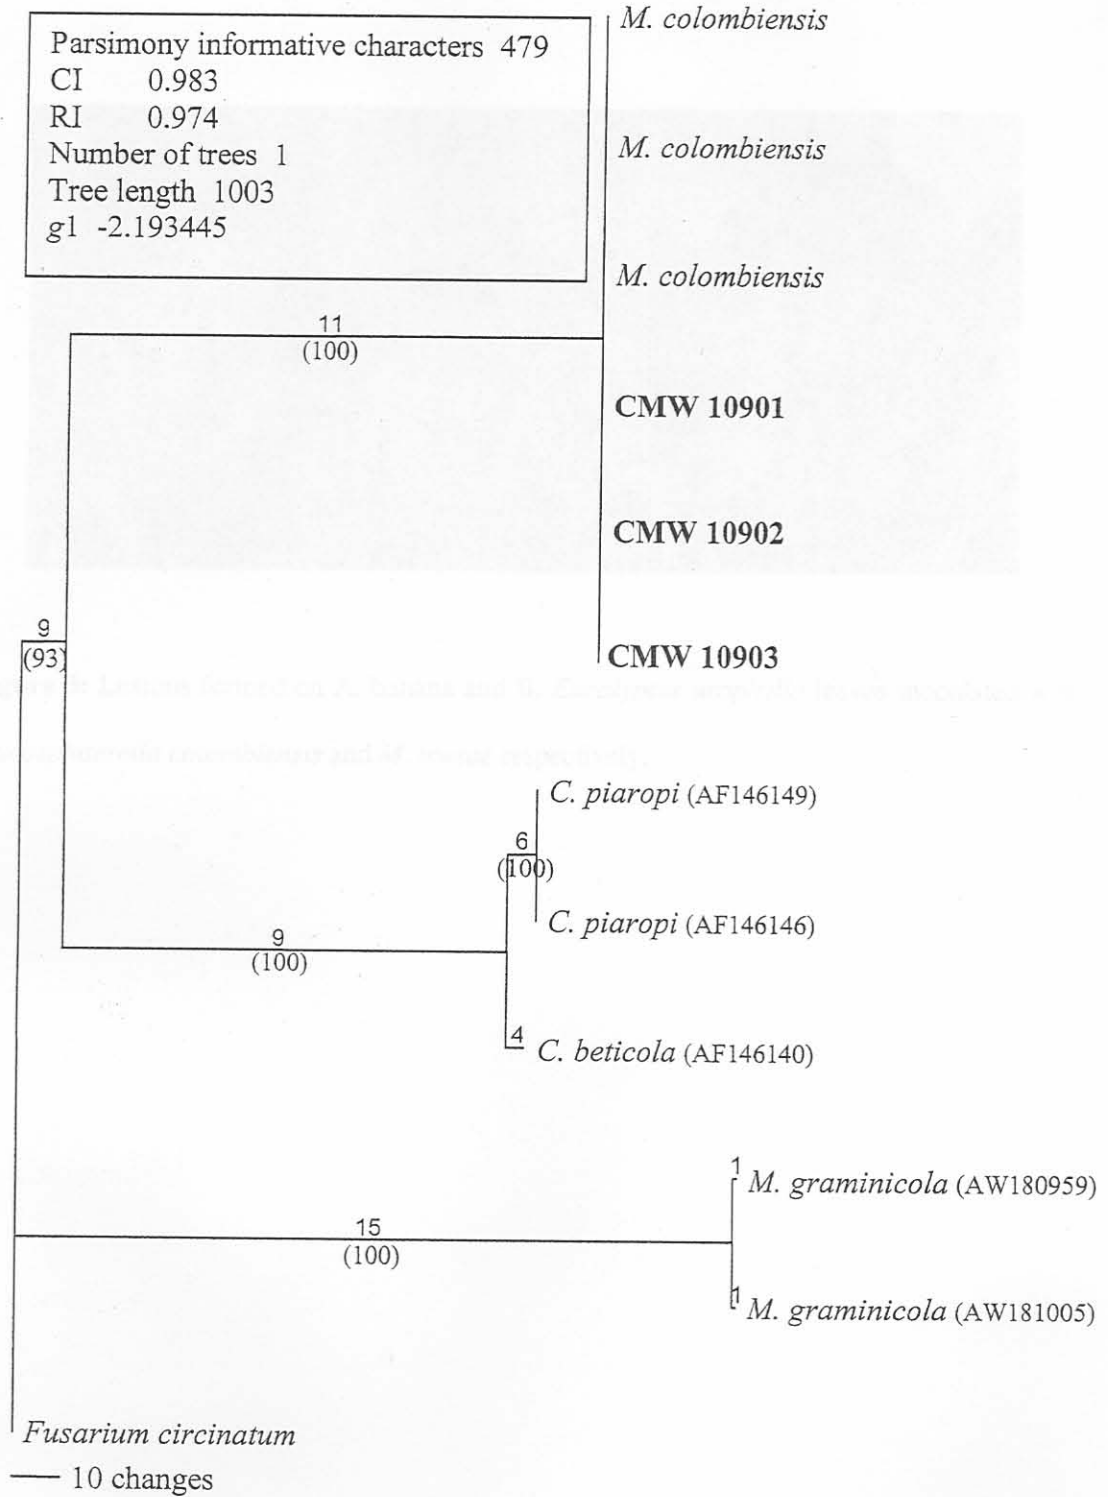 Parsimony informative characters 479
CI 0.983
RI 0.974
Number of trees 1
Tree length 1003
g1 -2.193445
M. colombiensis
M. colombiensis
M. colombiensis
11
(100)
CMW 10901
CMW 10902
9
(93)
CMW 10903
C. piaropi (AF146149)
6
(100)
C. piaropi (AF146146)
9
(100)
4
C. beticola (AF146140)
1
M. graminicola (AW180959)
15
(100)
1
M. graminicola (AW181005)
Fusarium circinatum
10 changes